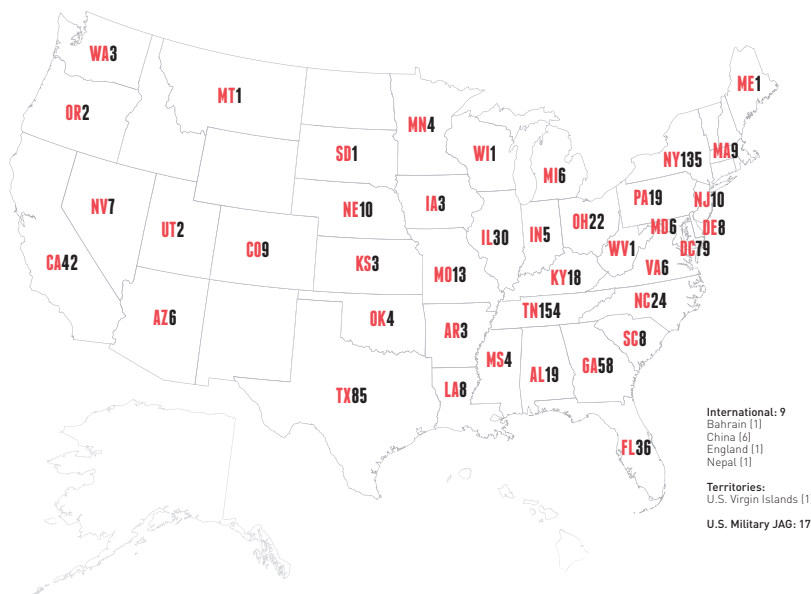 WA3
ME1
MT1
OR2
MN4
MA9
WI1
NY135
SD1
MI6
PA19
NJ10
NV7
NE10
IA3
OH22
MD6
DE8
UT2
IL30
IN5
DC79
CO9
WV1
CA42
KS3
MO13
VA6
KY18
NC24
TN154
AZ6
OK4
AR3
SC8
MS4
AL19
GA58
TX85
LA8
FL36
International: 9
Bahrain (1)
China (6)
England (1)
Nepal (1)
Territories:
U.S. Virgin Islands (1
U.S. Military JAG: 17